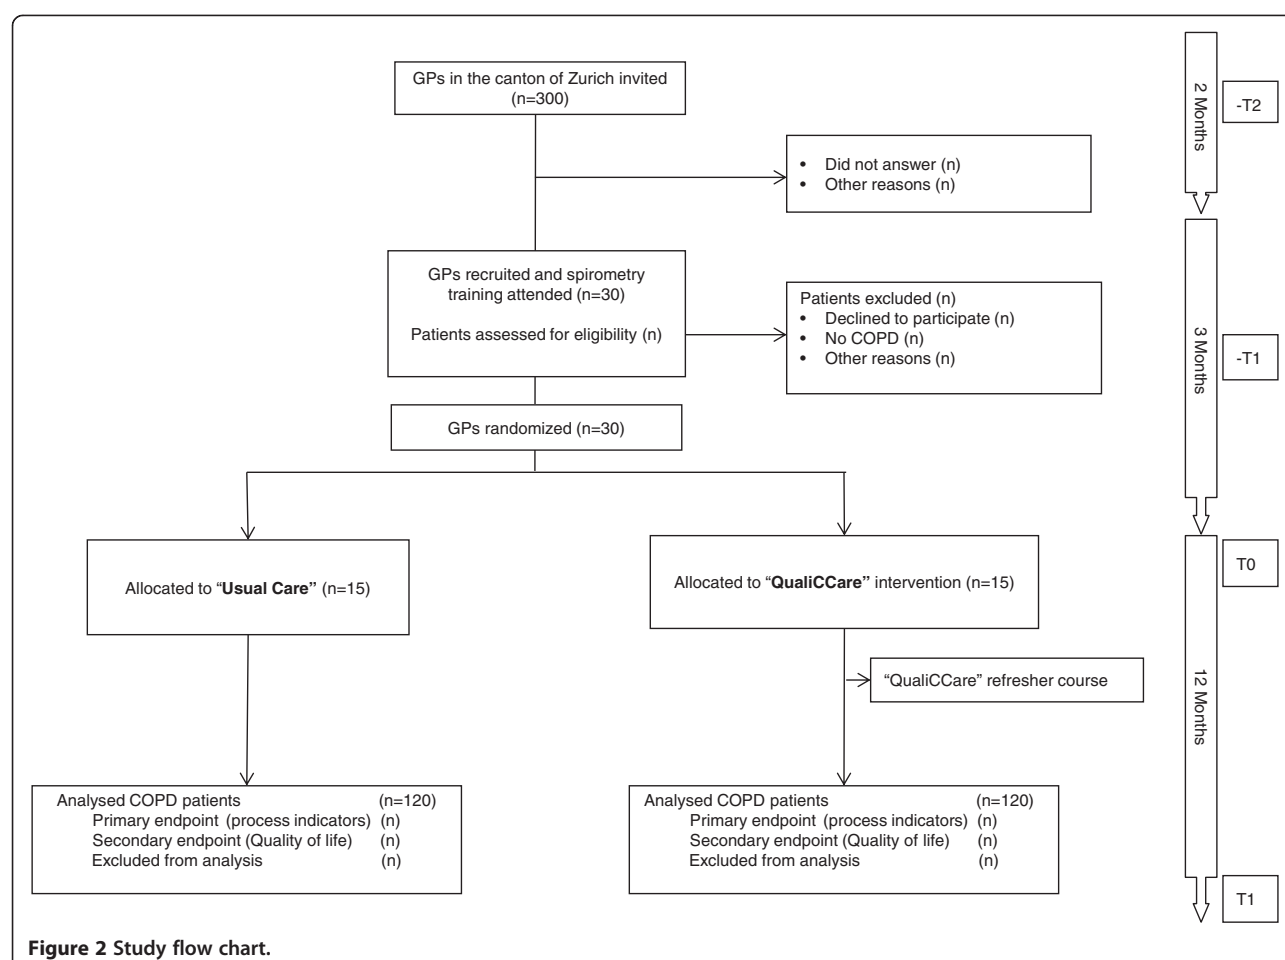 GPs in the canton of Zurich invited
(n=300)
2 Months
-T2
• Did not answer (n)
• Other reasons (n)
GPs recruited and spirometry
training attended (n=30)
Patients assessed for eligibility (n)
Patients excluded (n)
• Declined to participate (n)
• No COPD (n)
• Other reasons (n)
3 Months
-T1
GPs randomized (n=30)
Allocated to “Usual Care” (n=15)
Allocated to “QualiCCare” intervention (n=15)
T0
“QualiCCare” refresher course
12 Months
Analysed COPD patients (n=120)
Primary endpoint (process indicators) (n)
Secondary endpoint (Quality of life) (n)
Excluded from analysis (n)
Analysed COPD patients (n=120)
Primary endpoint (process indicators) (n)
Secondary endpoint (Quality of life) (n)
Excluded from analysis (n)
T1
Figure 2 Study flow chart.